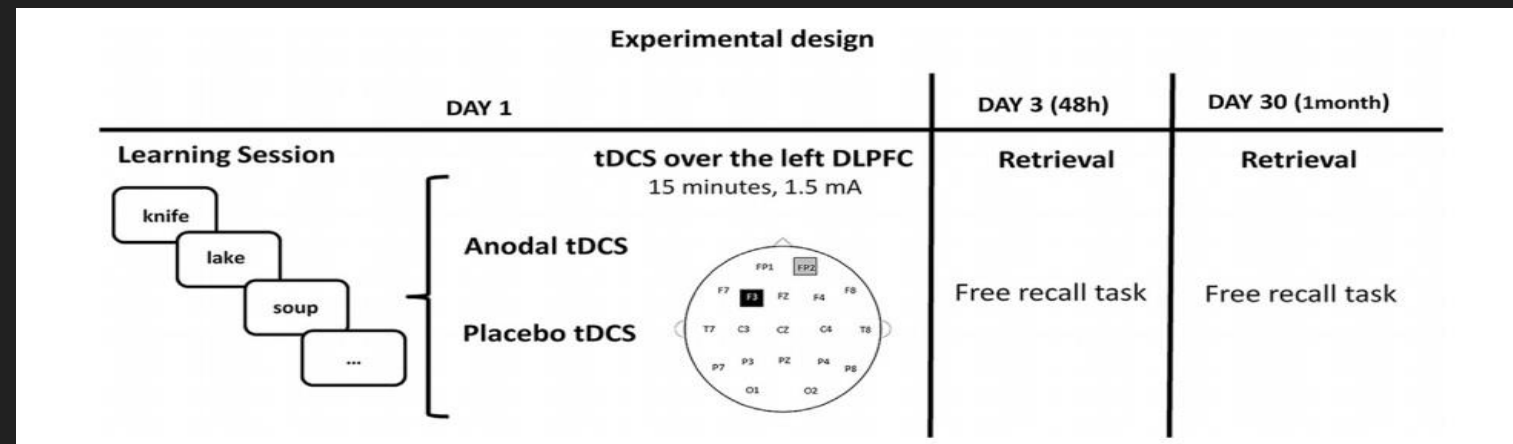 Experimental design
DAY 1
DAY 3 (48h)
DAY 30 (1month)
Learning Session
knife
lake
soup
...
tDCS over the left DLPFC
15 minutes, 1.5 mA
Anodal tDCS
Placebo tDCS
FP1 FP2
F7 F3 FZ F4 F8
T7 C3 CZ C4 T8
P7 P3 PZ P4 P8
O1 O2
Retrieval
Free recall task
Retrieval
Free recall task